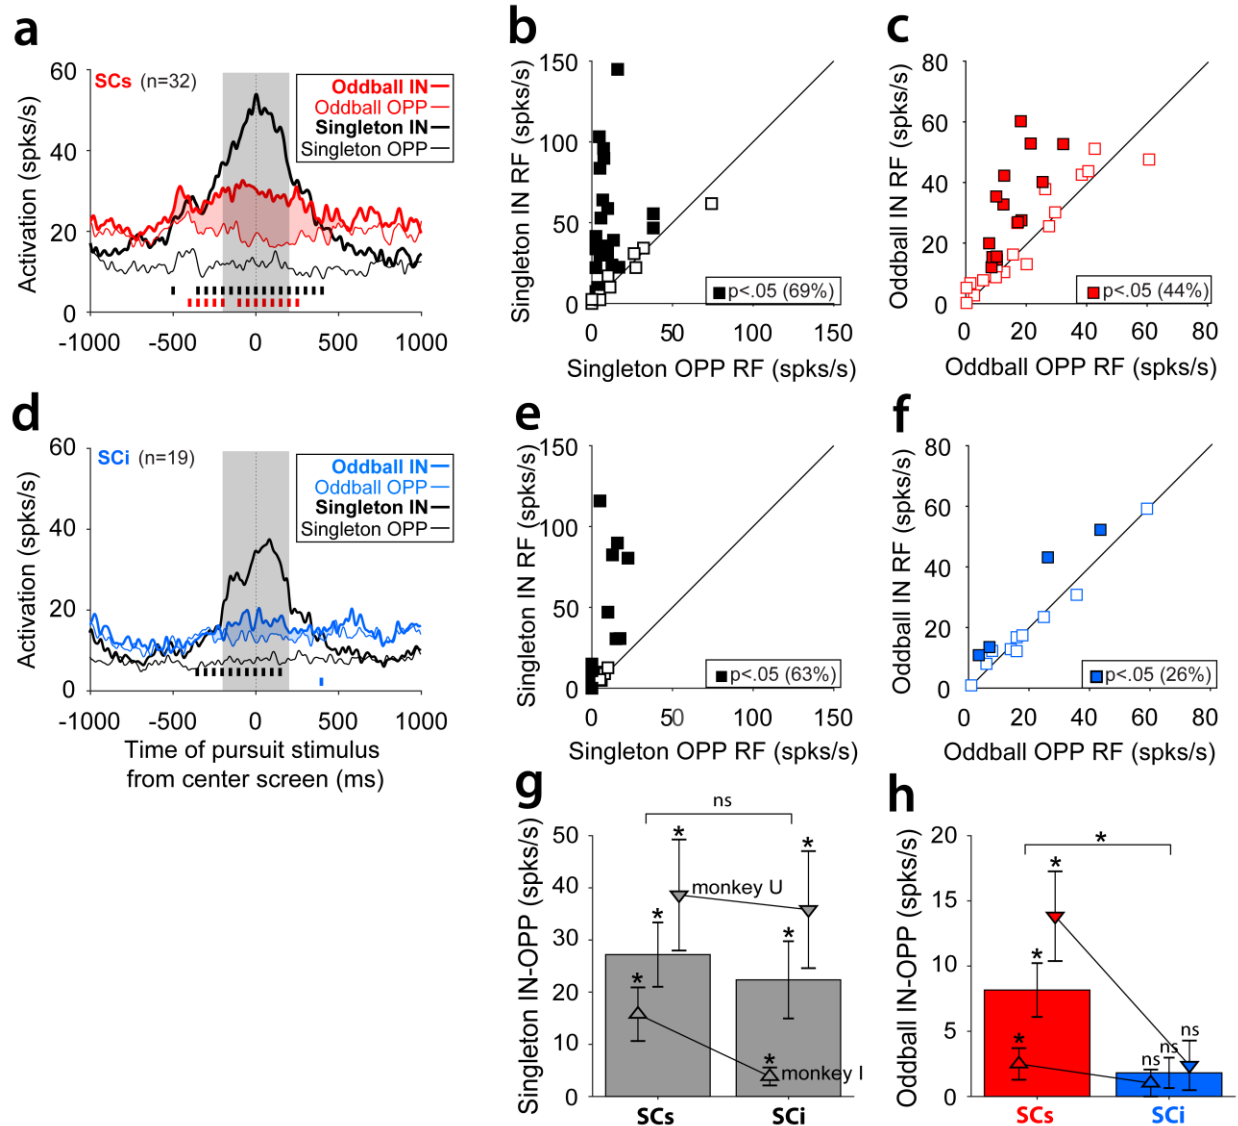 a
SCs (n=32)
Oddball IN
Oddball OPP
Singleton IN
Singleton OPP
Activation (spks/s)
60
40
20
0
-1000
-500
0
500
1000
b
Singleton IN RF (spks/s)
150
100
50
0
p<.05 (69%)
0
50
100
150
Singleton OPP RF (spks/s)
c
Oddball IN RF (spks/s)
80
60
40
20
0
p<.05 (44%)
0
20
40
60
80
Oddball OPP RF (spks/s)
d
SCi (n=19)
Oddball IN
Oddball OPP
Singleton IN
Singleton OPP
Activation (spks/s)
60
40
20
0
-1000
-500
0
500
1000
Time of pursuit stimulus
from center screen (ms)
e
Singleton IN RF (spks/s)
150
100
50
0
p<.05 (63%)
0
50
100
150
Singleton OPP RF (spks/s)
f
Oddball IN RF (spks/s)
80
60
40
20
0
p<.05 (26%)
0
20
40
60
80
Oddball OPP RF (spks/s)
g
Singleton IN-OPP (spks/s)
50
40
30
20
10
0
ns
*
*
monkey U
*
*
*
*
monkey I
SCs
SCi
h
Oddball IN-OPP (spks/s)
20
15
10
5
0
*
*
*
*
ns
ns
ns
SCs
SCi